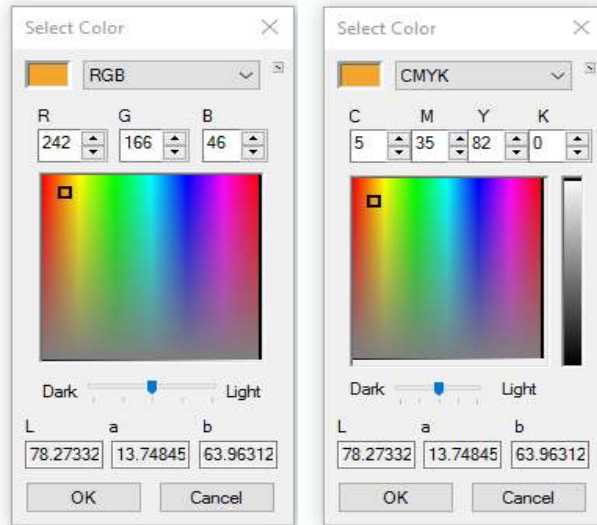 Select Color
RGB
R G B
242 166 46
Dark Light
L a b
78.27332 13.74845 63.96312
OK Cancel
Select Color
CMYK
C M Y K
5 35 82 0
Dark Light
L a b
78.27332 13.74845 63.96312
OK Cancel